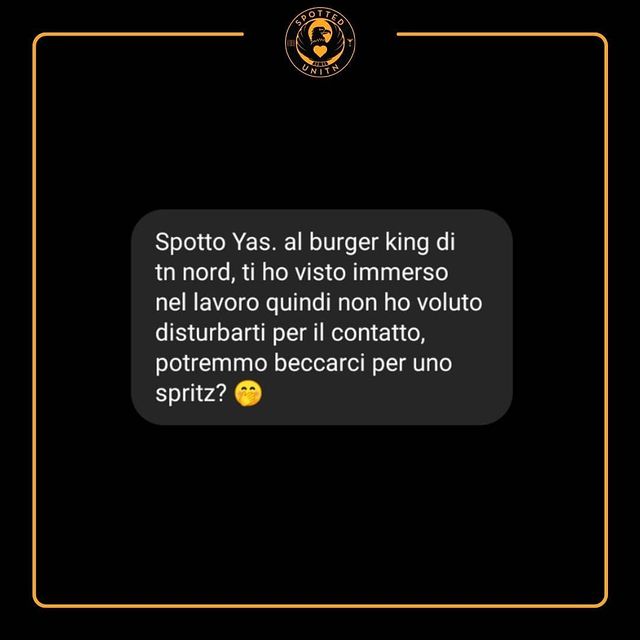 SPOTTED
UNITN
Spotto Yas. al burger king di
tn nord, ti ho visto immerso
nel lavoro quindi non ho voluto
disturbarti per il contatto,
potremmo beccarci per uno
spritz? 🤭